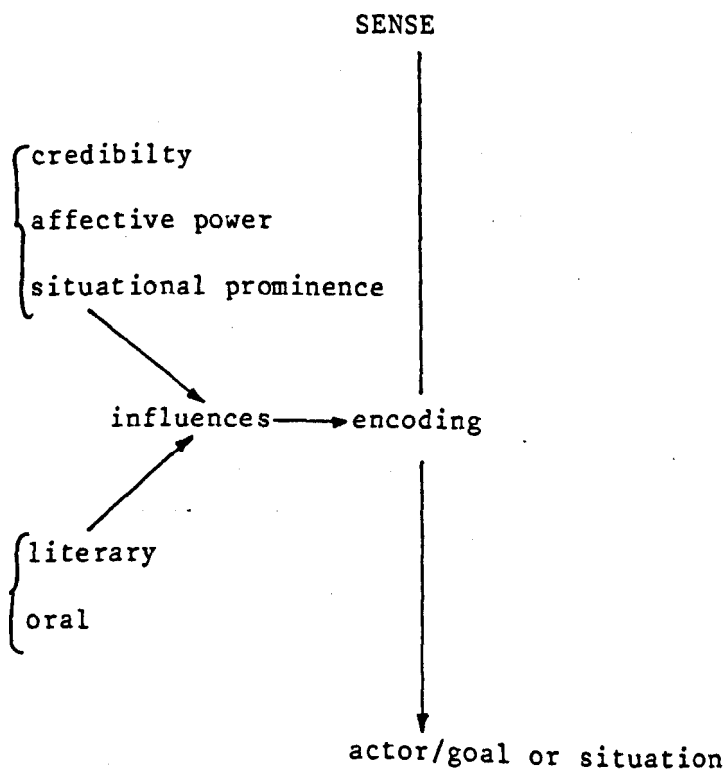 SENSE
credibilty
affective power
situational prominence
influences encoding
literary
oral
actor/goal or situation